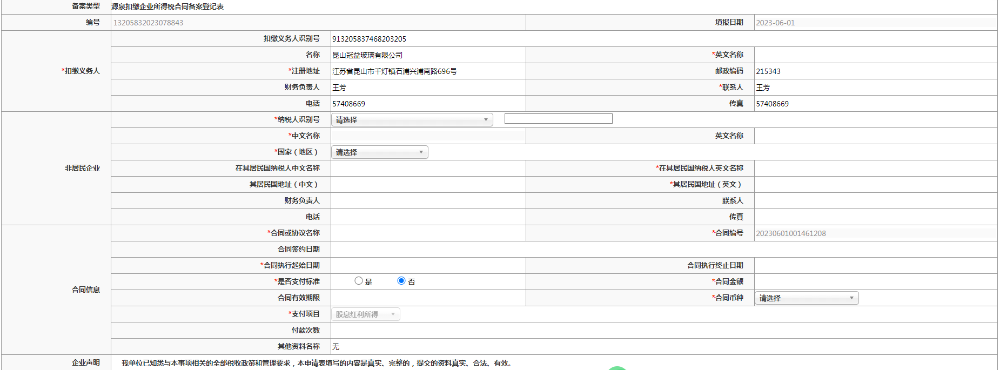 备案类型 源泉扣缴企业所得税合同备案登记表
编号 13205832023078843 填报日期 2023-06-01
扣缴义务人识别号 913205837468203205
名称 昆山冠益玻璃有限公司 *英文名称
*扣缴义务人 *注册地址 江苏省昆山市千灯镇石浦兴浦南路696号 邮政编码 215343
财务负责人 王芳 *联系人 王芳
电话 57408669 传真 57408669
*纳税人识别号 请选择
*中文名称 英文名称
*国家（地区） 请选择
非居民企业 在其居民国纳税人中文名称 *在其居民国纳税人英文名称
其居民国地址（中文） *其居民国地址（英文）
财务负责人 联系人
电话 传真
*合同或协议名称 *合同编号 20230601001461208
合同签约日期
*合同执行起始日期 合同执行终止日期
*是否支付标准 是 否 *合同金额
合同信息
合同有效期限 *合同币种 请选择
*支付项目 股息红利所得
付款次数
其他资料名称 无
企业声明 我单位已知悉与本事项相关的全部税收政策和管理要求，本申请表填写的内容是真实、完整的，提交的资料真实、合法、有效。